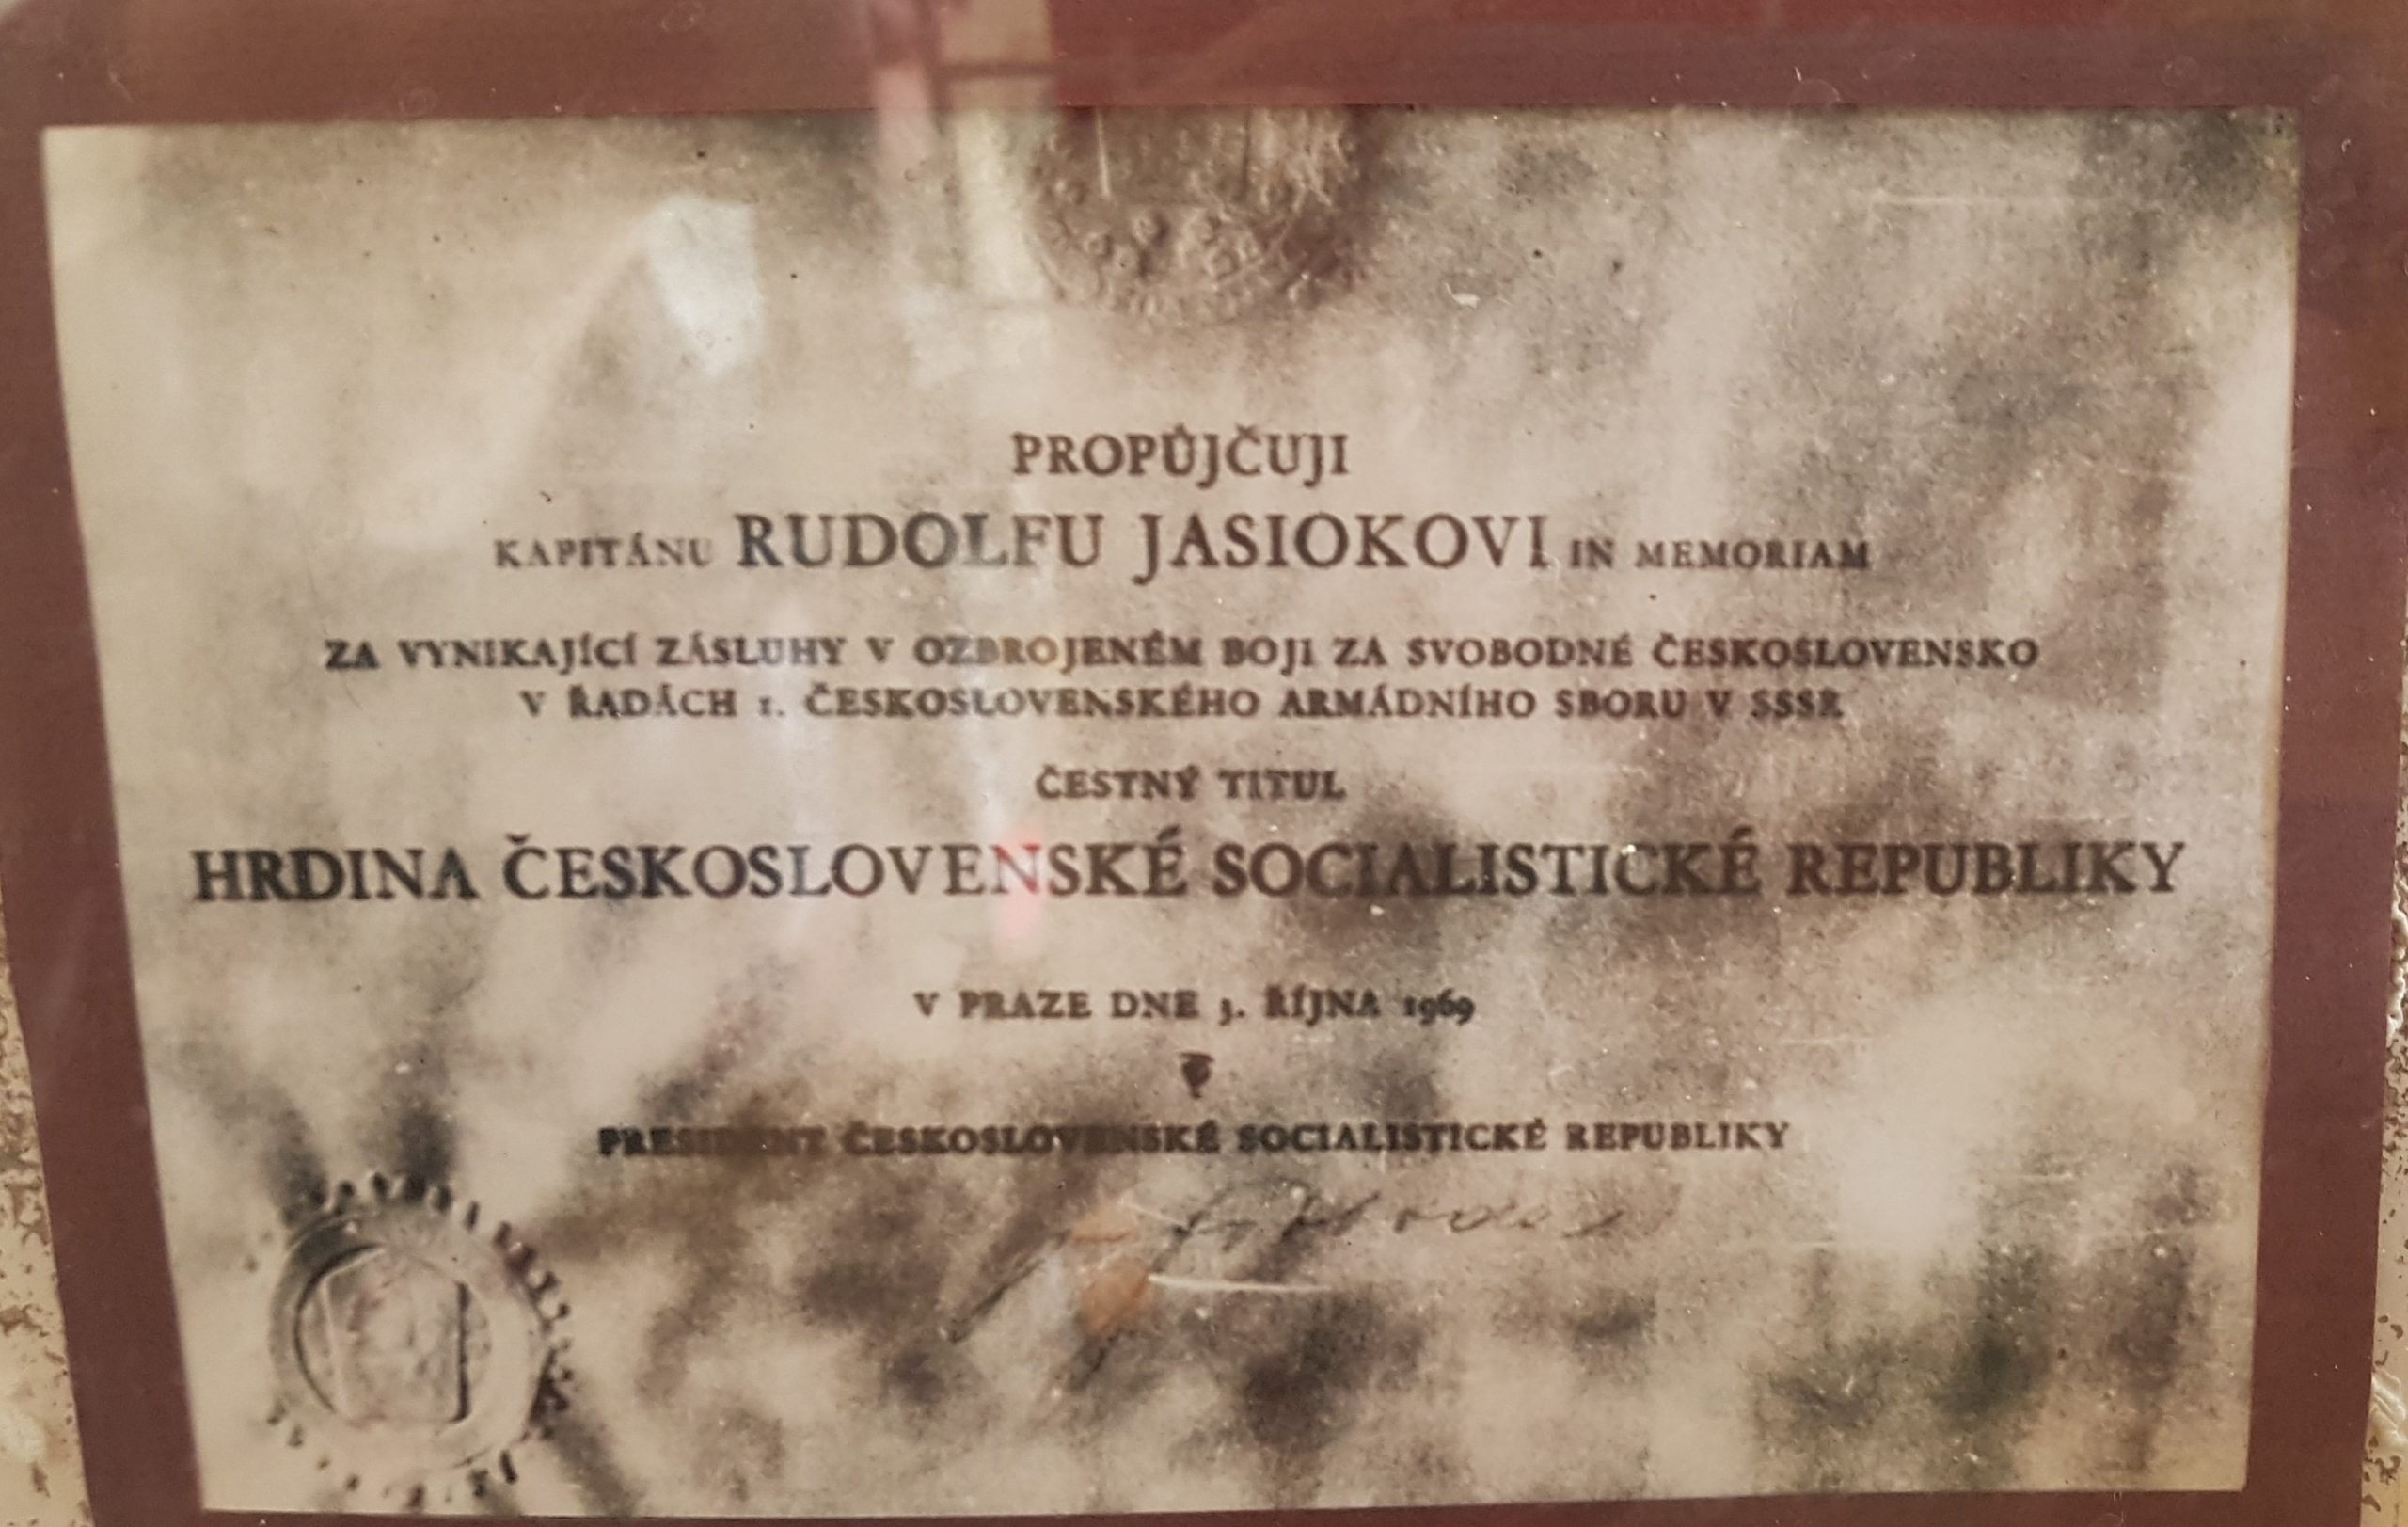 PROPŮJČUJI
KAPITÁNU RUDOLFU JASIOKOVI IN MEMORIAM
ZA VYNIKAJÍCÍ ZÁSLUHY V OZBROJENÉM BOJI ZA SVOBODNÉ ČESKOSLOVENSKO
V ŘADÁCH 1. ČESKOSLOVENSKÉHO ARMÁDNÍHO SBORU V SSSR
ČESTNÝ TITUL
HRDINA ČESKOSLOVENSKÉ SOCIALISTICKÉ REPUBLIKY
V PRAZE DNE 3. ŘÍJNA 1969
PRESIDENT ČESKOSLOVENSKÉ SOCIALISTICKÉ REPUBLIKY